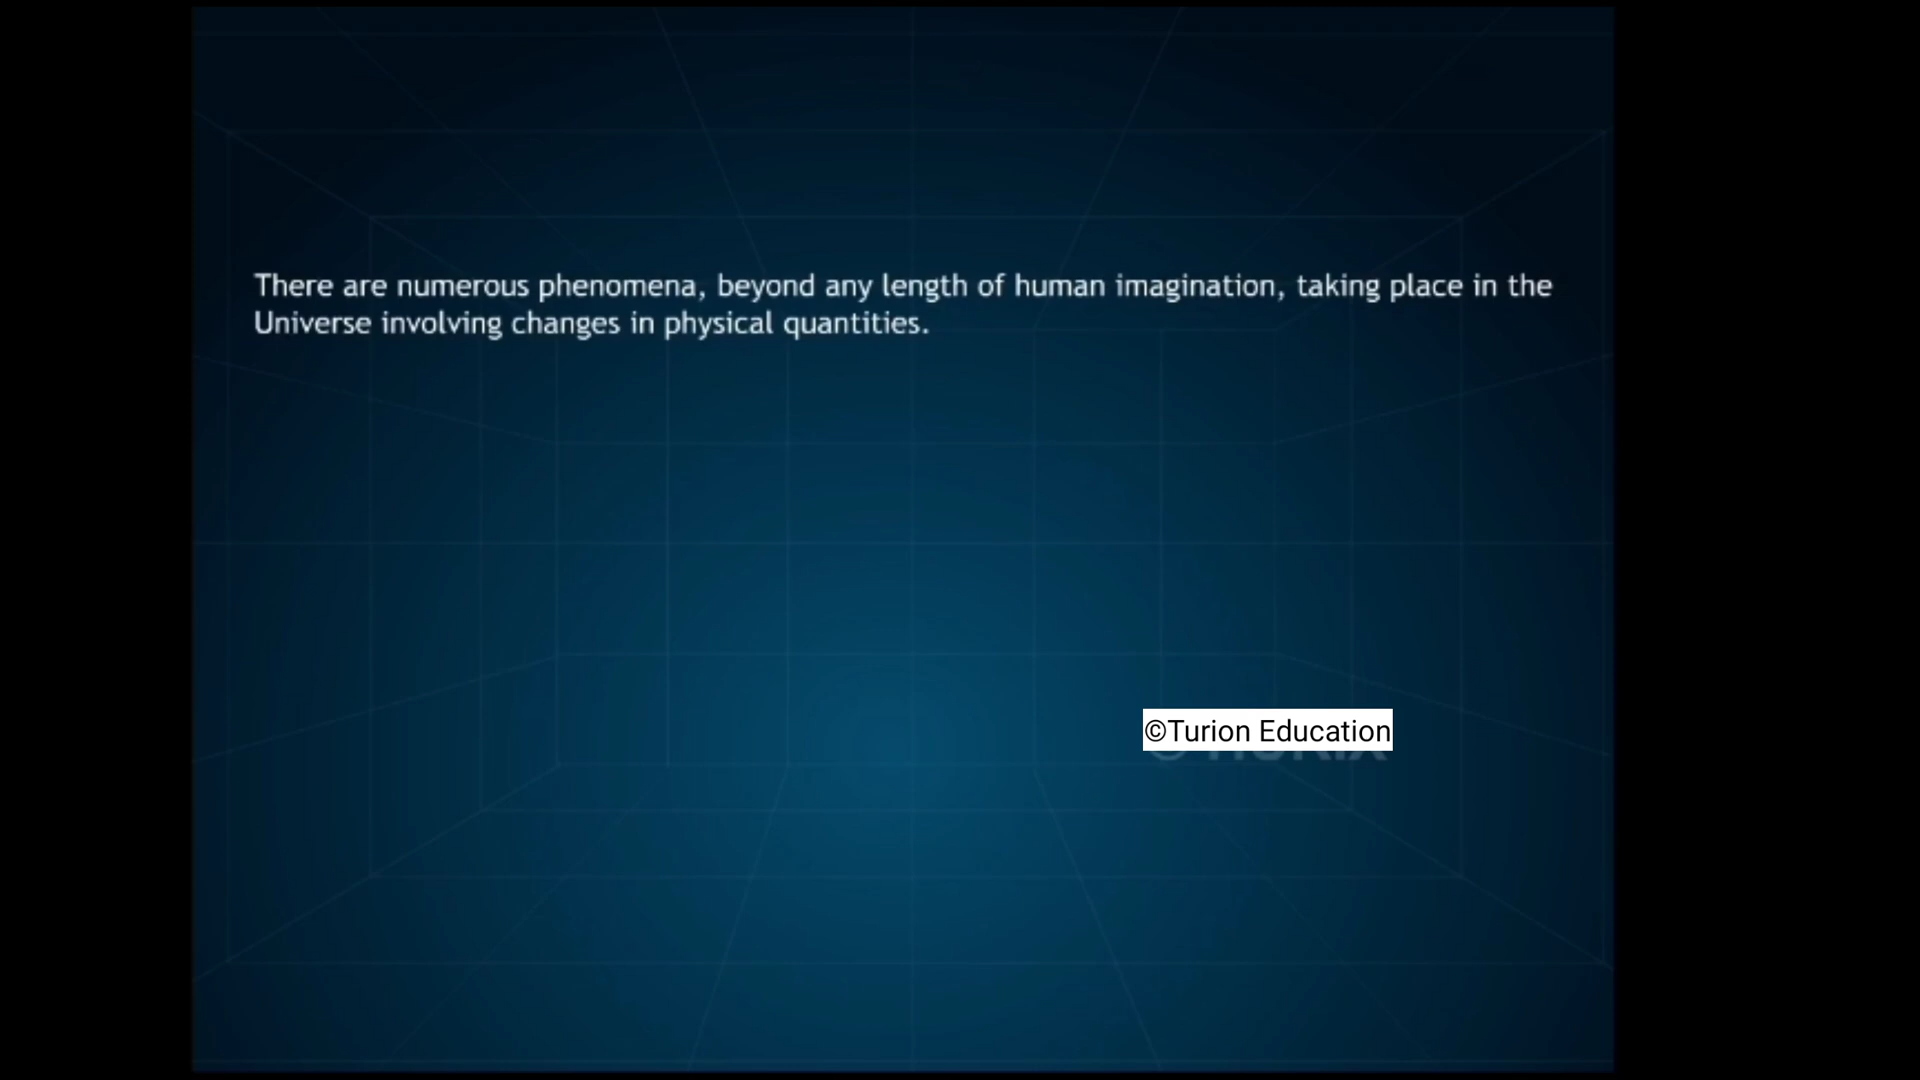 There are numerous phenomena, beyond any length of human imagination, taking place in the
Universe involving changes in physical quantities.
©Turion Education